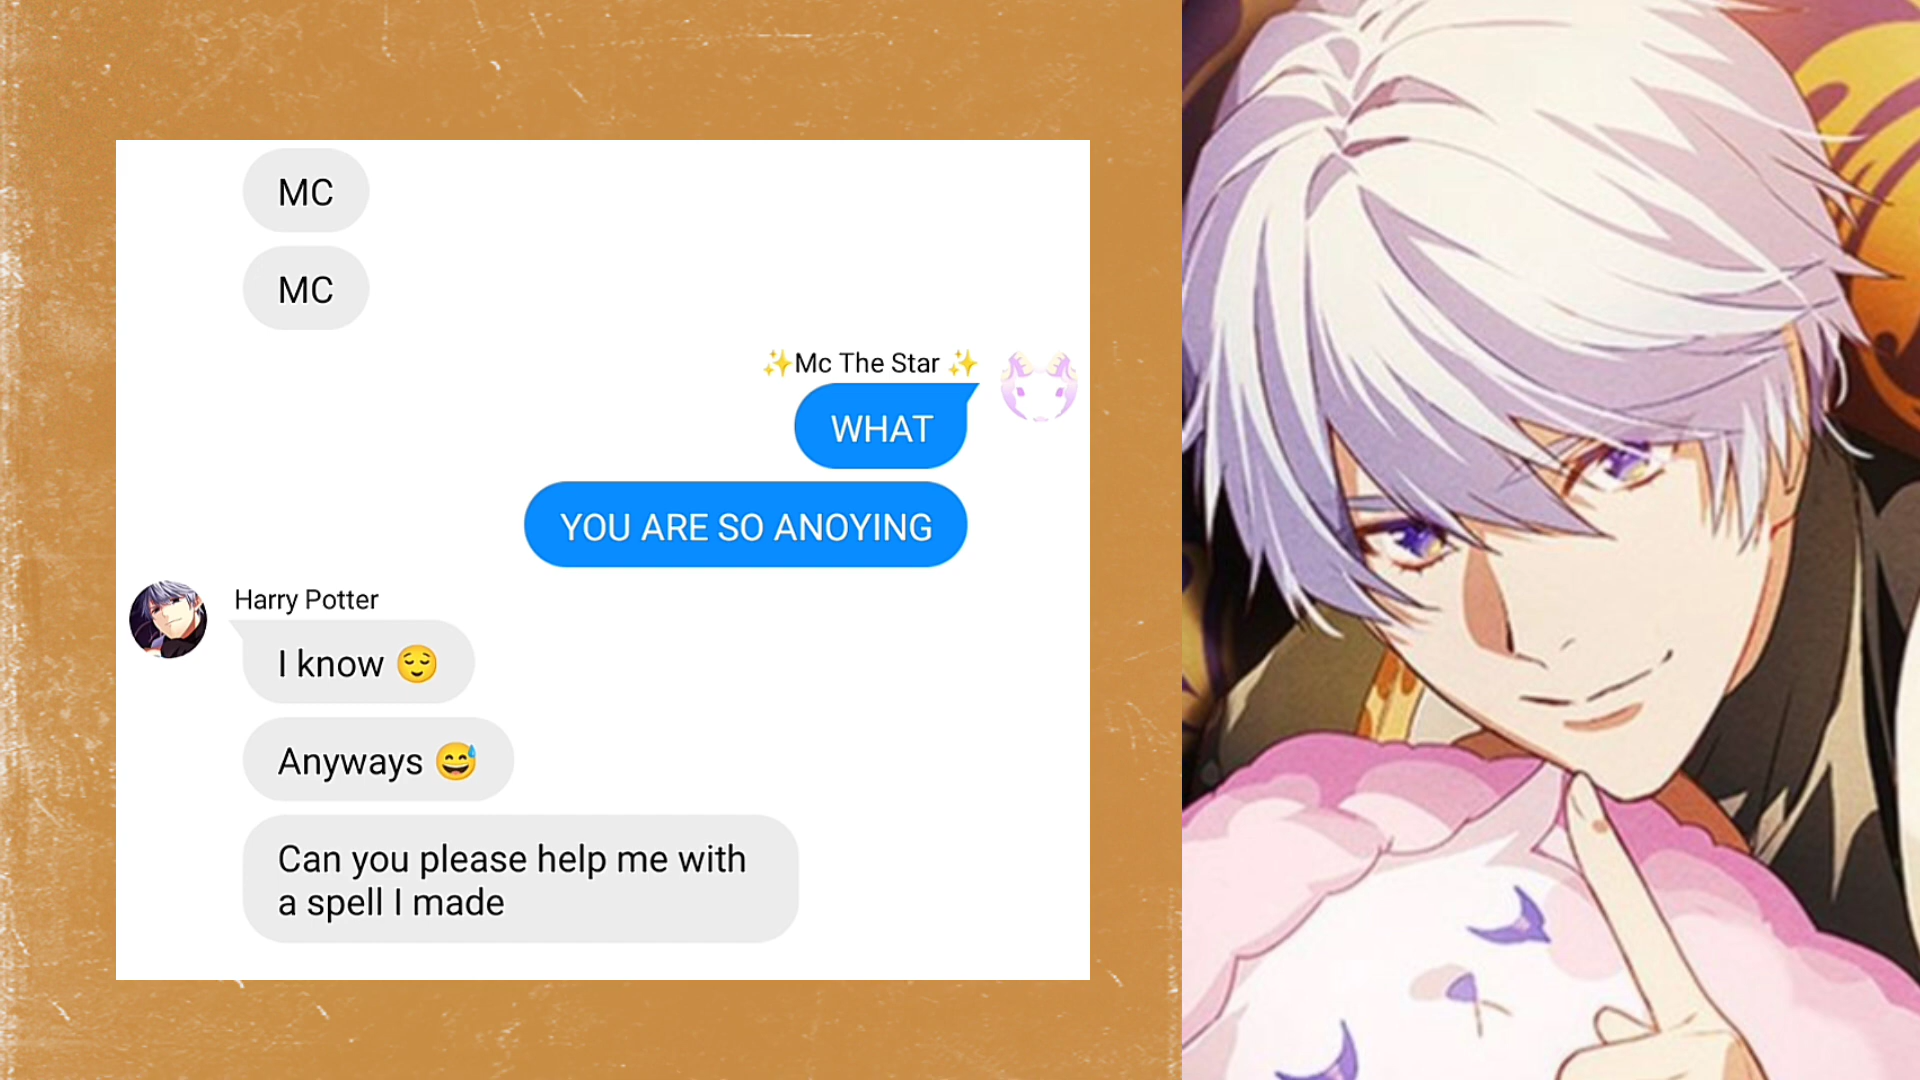 MC
MC
✨Mc The Star ✨
WHAT
YOU ARE SO ANOYING
Harry Potter
I know 😌
Anyways 😅
Can you please help me with
a spell I made